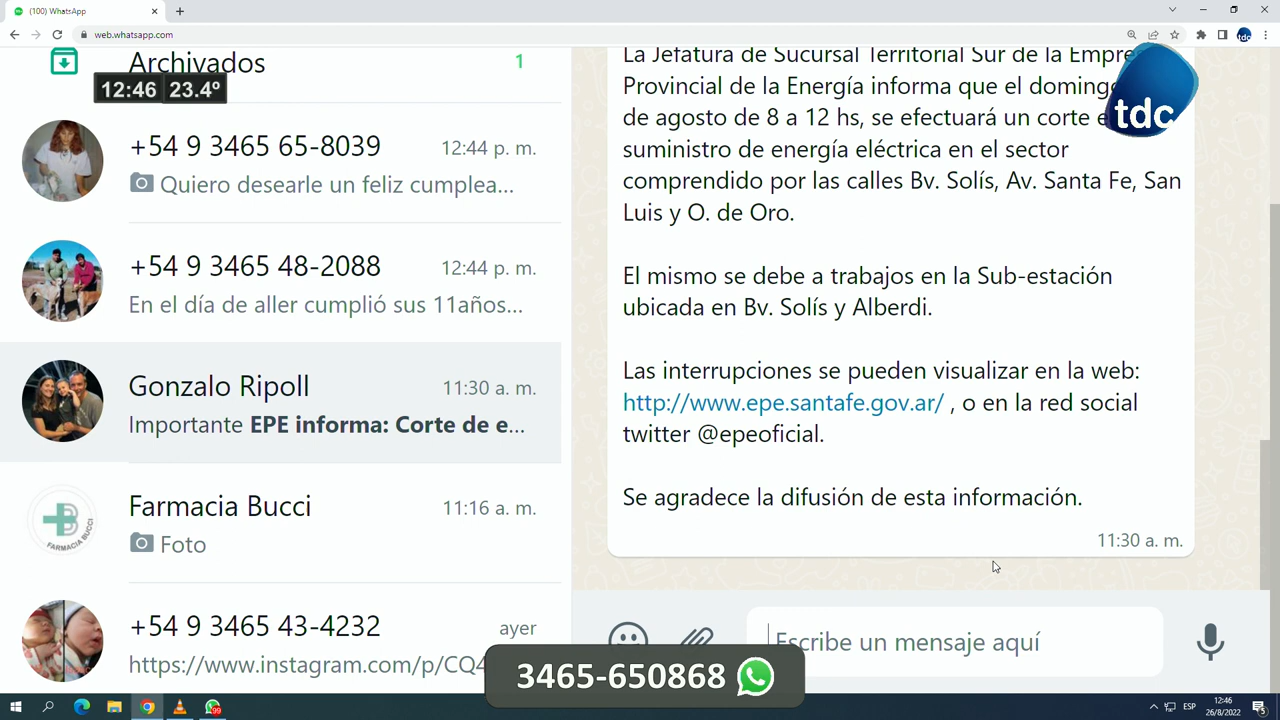 (100) WhatsApp
web.whatsapp.com
tdc
Archivados
1
12:46 23.4º
+54 9 3465 65-8039
12:44 p. m.
Quiero desearle un feliz cumplea...
+54 9 3465 48-2088
12:44 p. m.
En el día de aller cumplió sus 11años...
Gonzalo Ripoll
11:30 a. m.
Importante EPE informa: Corte de e...
Farmacia Bucci
11:16 a. m.
FARMACIA BUCCI
Foto
+54 9 3465 43-4232
ayer
https://www.instagram.com/p/CQ4
La Jefatura de Sucursal Territorial Sur de la
Provincial de la Energía informa que el
de agosto de 8 a 12 hs, se efectuará un corte
suministro de energía eléctrica en el sector
comprendido por las calles Bv. Solís, Av. Santa Fe, San
Luis y O. de Oro.
El mismo se debe a trabajos en la Sub-estación
ubicada en Bv. Solís y Alberdi.
Las interrupciones se pueden visualizar en la web:
http://www.epe.santafe.gov.ar/ , o en la red social
twitter @epeoficial.
Se agradece la difusión de esta información.
11:30 a. m.
tdc
Escribe un mensaje aquí
3465-650868
99
ESP
12:46
26/8/2022
5